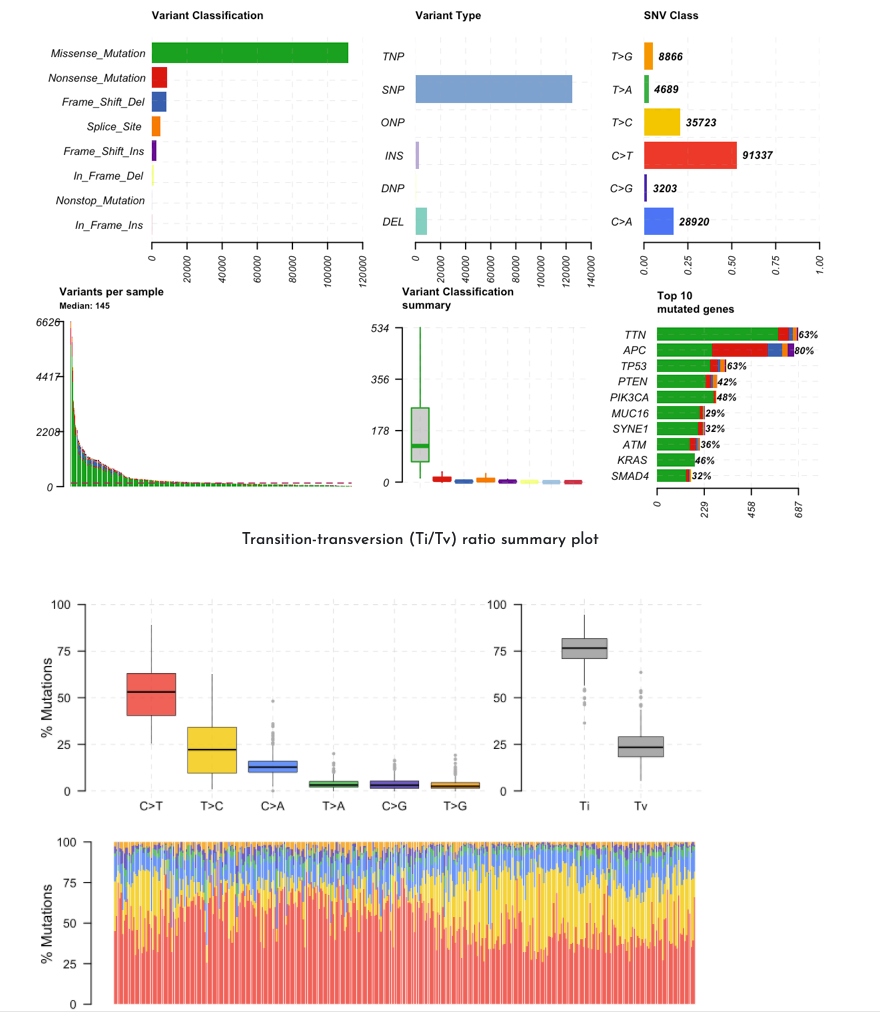 Variant Classification
Missense_Mutation
Nonsense_Mutation
Frame_Shift_Del
Splice_Site
Frame_Shift_Ins
In_Frame_Del
Nonstop_Mutation
In_Frame_Ins
0
20000
40000
60000
80000
100000
120000
Variant Type
TNP
SNP
ONP
INS
DNP
DEL
0
20000
40000
60000
80000
100000
120000
140000
SNV Class
T>G 8866
T>A 4689
T>C 35723
C>T 91337
C>G 3203
C>A 28920
0.00
0.25
0.50
0.75
1.00
Variants per sample
Median: 145
6626
4417
2208
0
Variant Classification
summary
534
356
178
0
Top 10
mutated genes
TTN 63%
APC 80%
TP53 63%
PTEN 42%
PIK3CA 48%
MUC16 29%
SYNE1 32%
ATM 36%
KRAS 46%
SMAD4 32%
0
229
458
687
Transition-transversion (Ti/Tv) ratio summary plot
% Mutations
100
75
50
25
0
C>T
T>C
C>A
T>A
C>G
T>G
100
75
50
25
0
Ti
Tv
% Mutations
100
75
50
25
0